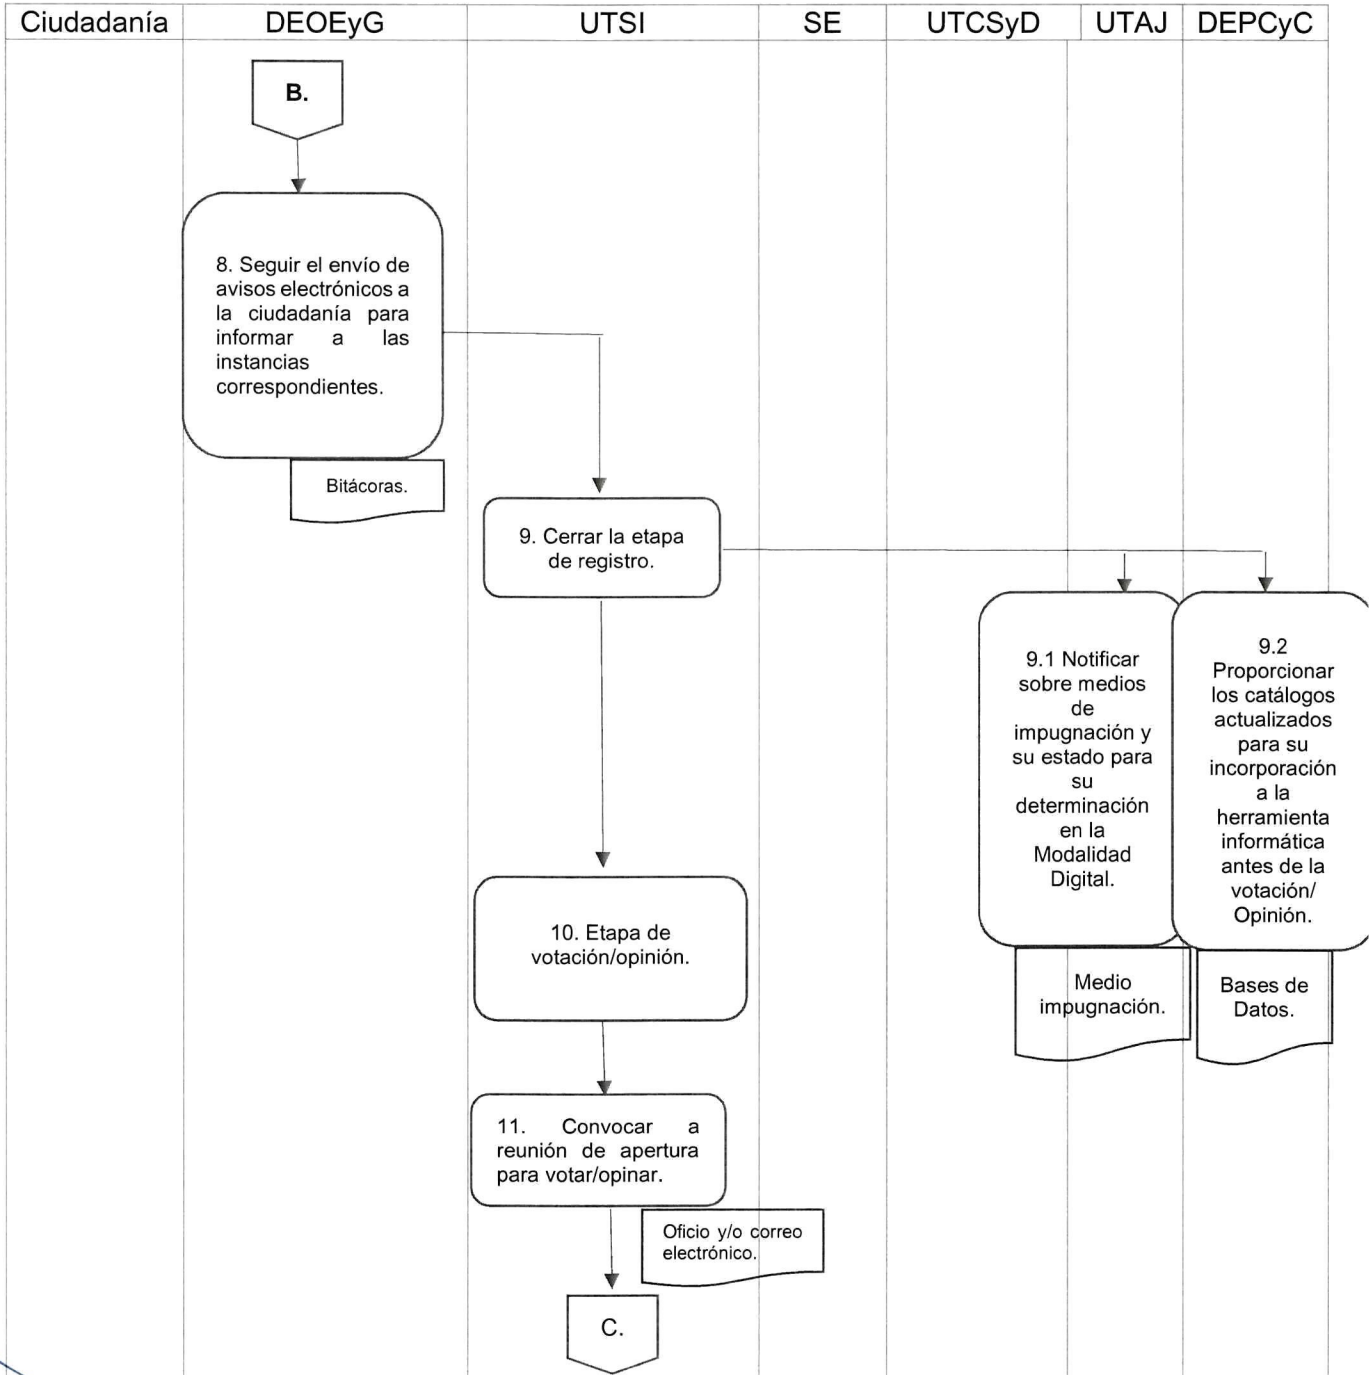 Ciudadanía DEOEyG UTSI SE UTCSyD UTAJ DEPCyC
B.
8. Seguir el envío de
avisos electrónicos a
la ciudadanía para
informar a las
instancias
correspondientes.
Bitácoras.
9. Cerrar la etapa
de registro.
9.1 Notificar
sobre medios
de
impugnación y
su estado para
su
determinación
en la
Modalidad
Digital.
9.2
Proporcionar
los catálogos
actualizados
para su
incorporación
a la
herramienta
informática
antes de la
votación/
Opinión.
10. Etapa de
votación/opinión.
Medio
impugnación.
Bases de
Datos.
11. Convocar a
reunión de apertura
para votar/opinar.
Oficio y/o correo
electrónico.
C.